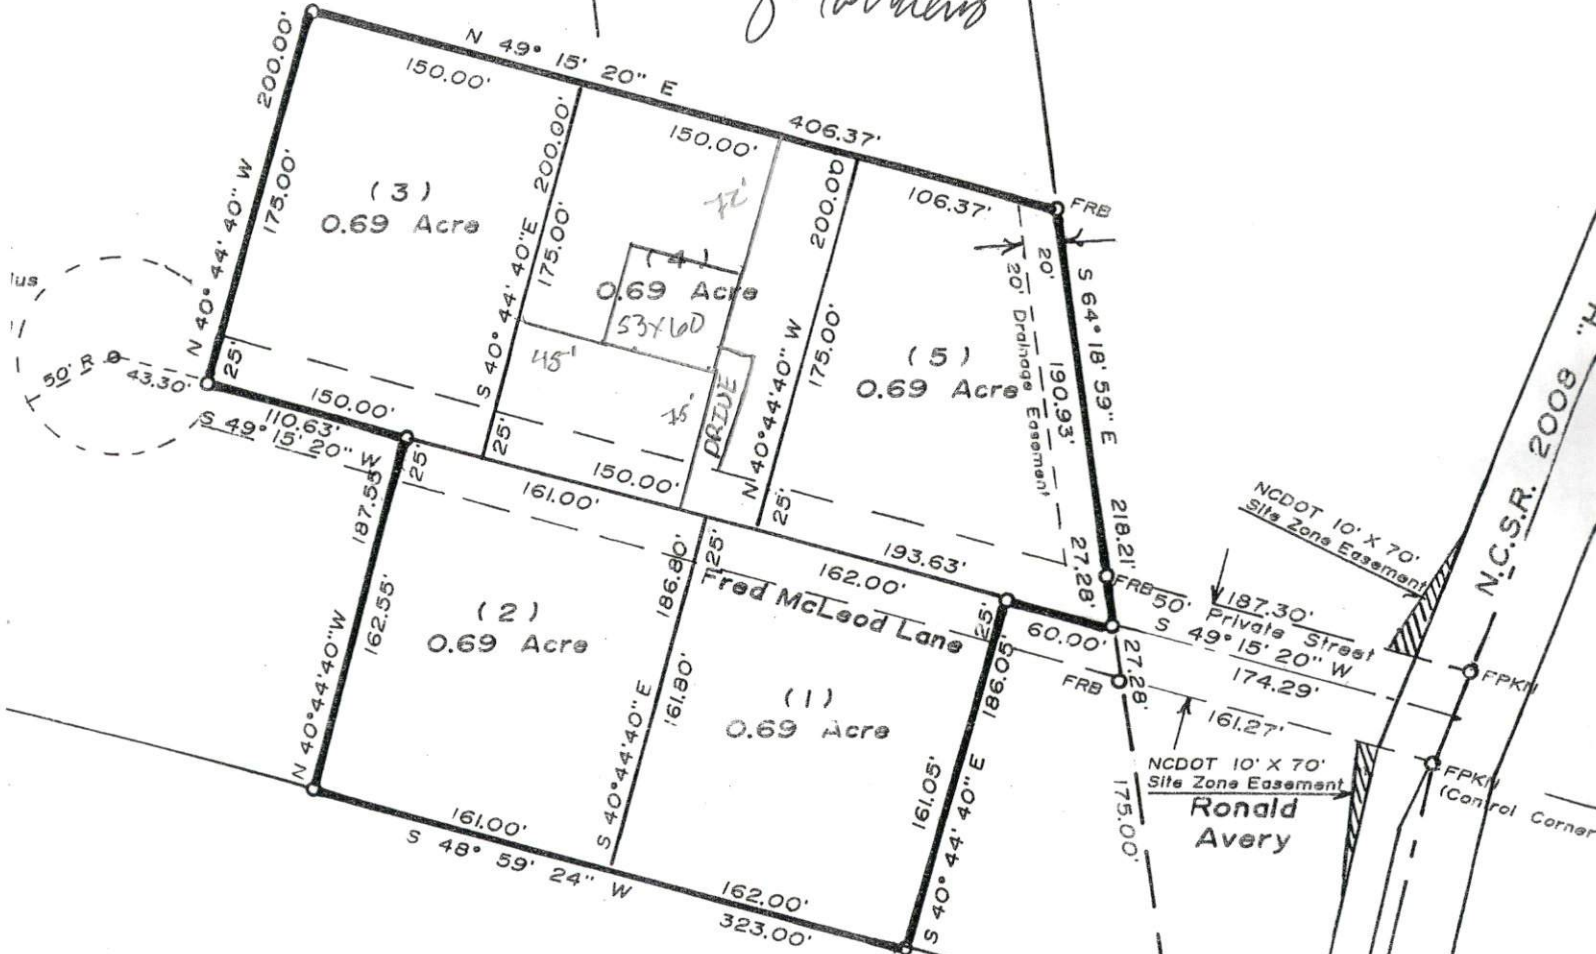 N 49° 15' 20" E
406.37'
200.00'
150.00'
150.00'
106.37'
FRB
N 40° 44' 40" W
175.00'
(3)
0.69 Acre
25'
S 40° 44' 40"E
200.00'
175.00'
25'
(4)
0.69 Acre
53x60
45'
DRIVE
200.00
175.00'
N 40°44'40" W
25'
(5)
0.69 Acre
20'
20' Drainage Easement
S 64° 18' 59" E
190.93'
218.21'
27.28'
FRB
lus
50' R
43.30'
150.00'
110.63'
S 49° 15' 20" W
161.00'
150.00'
193.63'
162.00'
Fred McLeod Lane
60.00'
25'
187.55'
162.55'
N 40°44'40"W
(2)
0.69 Acre
25'
186.80'
161.80'
S 40°44'40" E
(1)
0.69 Acre
25'
186.05'
161.05'
S 40° 44' 40" E
161.00'
S 48° 59' 24" W
162.00'
323.00'
27.28'
FRB
175.00'
50'
187.30'
Private Street
S 49° 15' 20" W
174.29'
161.27'
NCDOT 10' X 70'
Site Zone Easement
NCDOT 10' X 70'
Site Zone Easement
Ronald
Avery
FPKN
FPKN
(Control Corner
N.C.S.R. 2008 "H